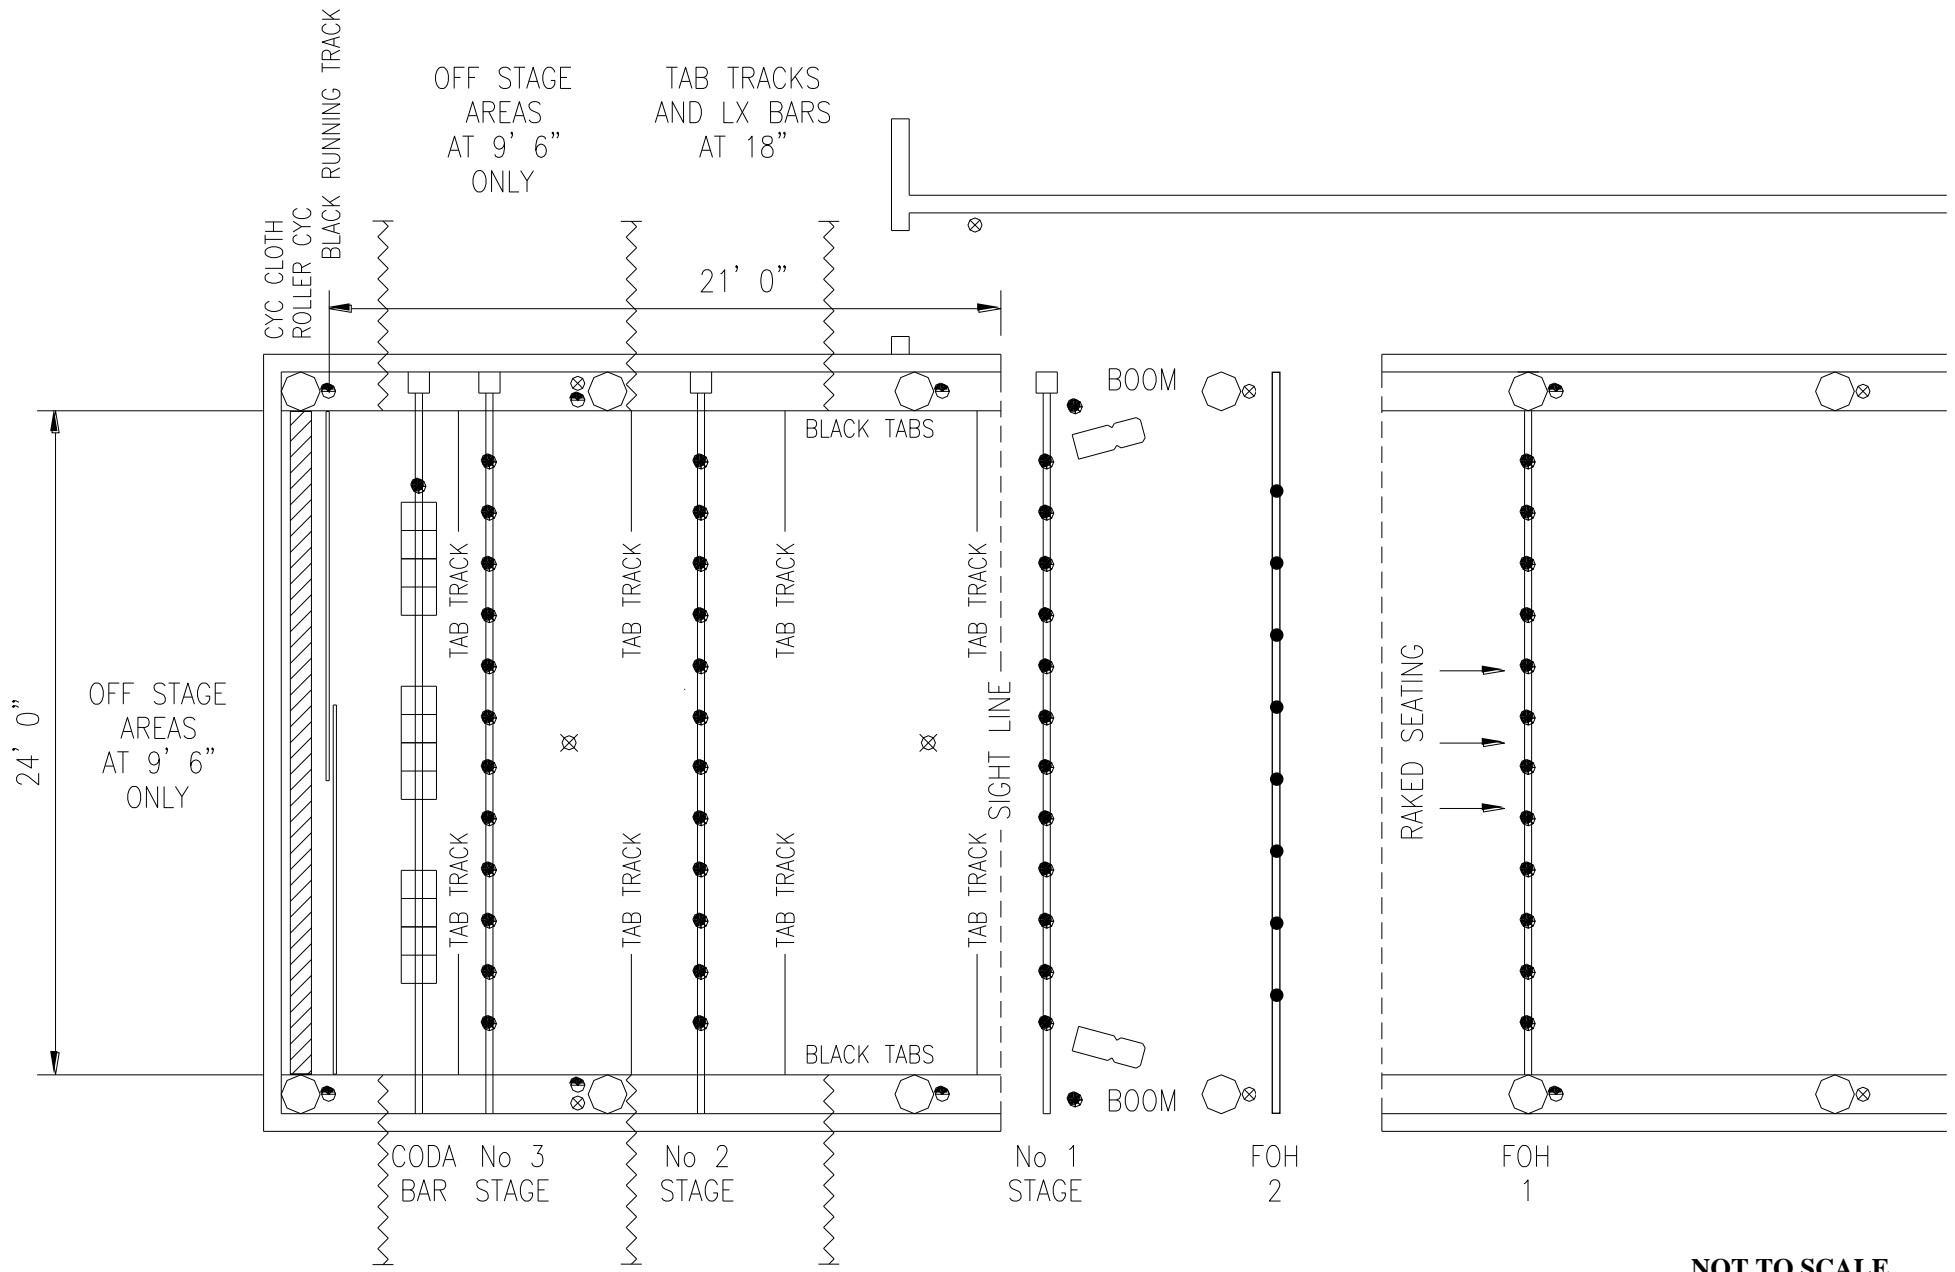 OFF STAGE
AREAS
AT 9' 6"
ONLY
TAB TRACKS
AND LX BARS
AT 18"
CYC CLOTH
ROLLER CYC
BLACK RUNNING TRACK
21' 0"
BOOM
BLACK TABS
TAB TRACK
TAB TRACK
TAB TRACK
TAB TRACK
24' 0"
OFF STAGE
AREAS
AT 9' 6"
ONLY
SIGHT LINE
RAKED SEATING
TAB TRACK
TAB TRACK
TAB TRACK
TAB TRACK
BLACK TABS
BOOM
CODA
BAR
No 3
STAGE
No 2
STAGE
No 1
STAGE
FOH
2
FOH
1
NOT TO SCALE